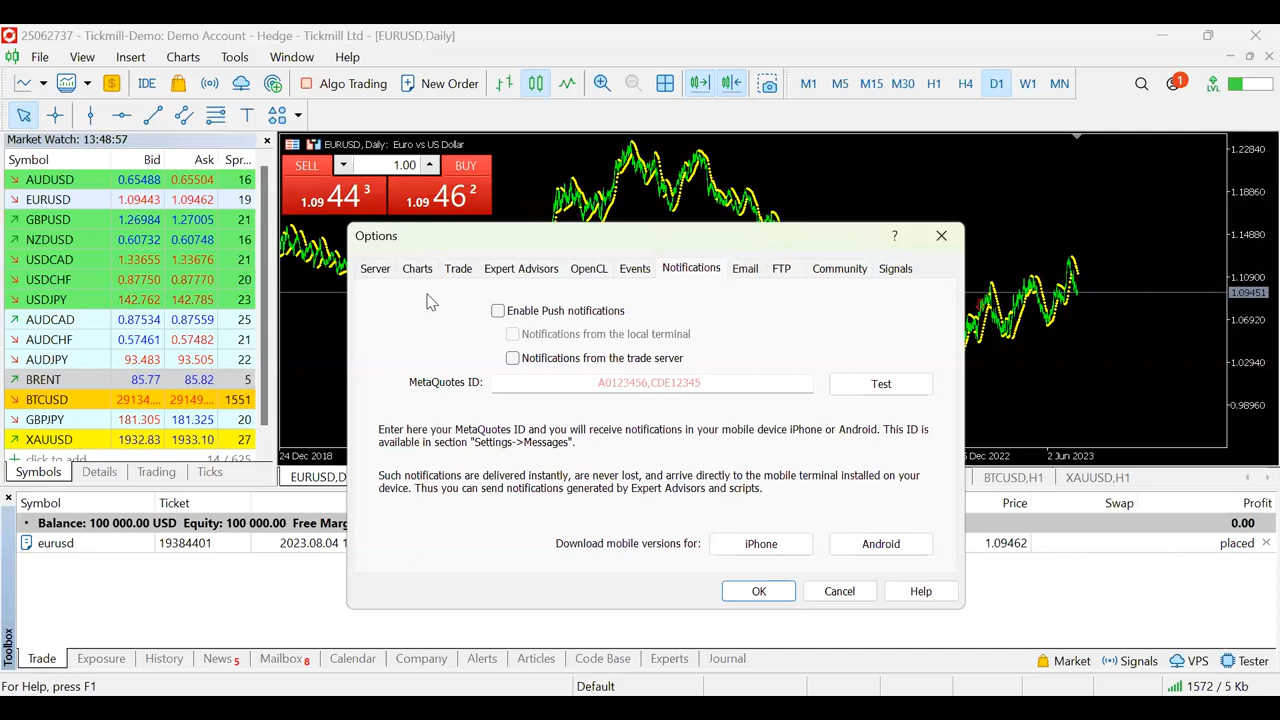 25062737 - Tickmill-Demo: Demo Account - Hedge - Tickmill Ltd - [EURUSD,Daily]
File View Insert Charts Tools Window Help
IDE Algo Trading New Order M1 M5 M15 M30 H1 H4 D1 W1 MN 1 LVL
T
Market Watch: 13:48:57
Symbol Bid Ask Spr...
AUDUSD 0.65488 0.65504 16
EURUSD 1.09443 1.09462 19
GBPUSD 1.26984 1.27005 21
NZDUSD 0.60732 0.60748 16
USDCAD 1.33655 1.33676 21
USDCHF 0.87750 0.87770 20
USDJPY 142.762 142.785 23
AUDCAD 0.87534 0.87559 25
AUDCHF 0.57461 0.57482 21
AUDJPY 93.483 93.505 22
BRENT 85.77 85.82 5
BTCUSD 29134.... 29149.... 1551
GBPJPY 181.305 181.325 20
XAUUSD 1932.83 1933.10 27
click to add 14 / 625
Symbols Details Trading Ticks
EURUSD, Daily: Euro vs US Dollar
SELL 1.00 BUY
1.09 44 3 1.09 46 2
1.22840
1.18860
1.14880
1.10900
1.09451
1.06920
1.02940
0.98960
24 Dec 2018
Dec 2022 2 Jun 2023
EURUSD,D BTCUSD,H1 XAUUSD,H1
Options ?
Server Charts Trade Expert Advisors OpenCL Events Notifications Email FTP Community Signals
Enable Push notifications
Notifications from the local terminal
Notifications from the trade server
MetaQuotes ID: A0123456,CDE12345 Test
Enter here your MetaQuotes ID and you will receive notifications in your mobile device iPhone or Android. This ID is
available in section "Settings->Messages".
Such notifications are delivered instantly, are never lost, and arrive directly to the mobile terminal installed on your
device. Thus you can send notifications generated by Expert Advisors and scripts.
Download mobile versions for: iPhone Android
OK Cancel Help
Symbol Ticket Price Swap Profit
Balance: 100 000.00 USD Equity: 100 000.00 Free Marg 0.00
eurusd 19384401 2023.08.04 1 1.09462 placed
Toolbox
Trade Exposure History News 5 Mailbox 8 Calendar Company Alerts Articles Code Base Experts Journal
Market Signals VPS Tester
For Help, press F1 Default 1572 / 5 Kb